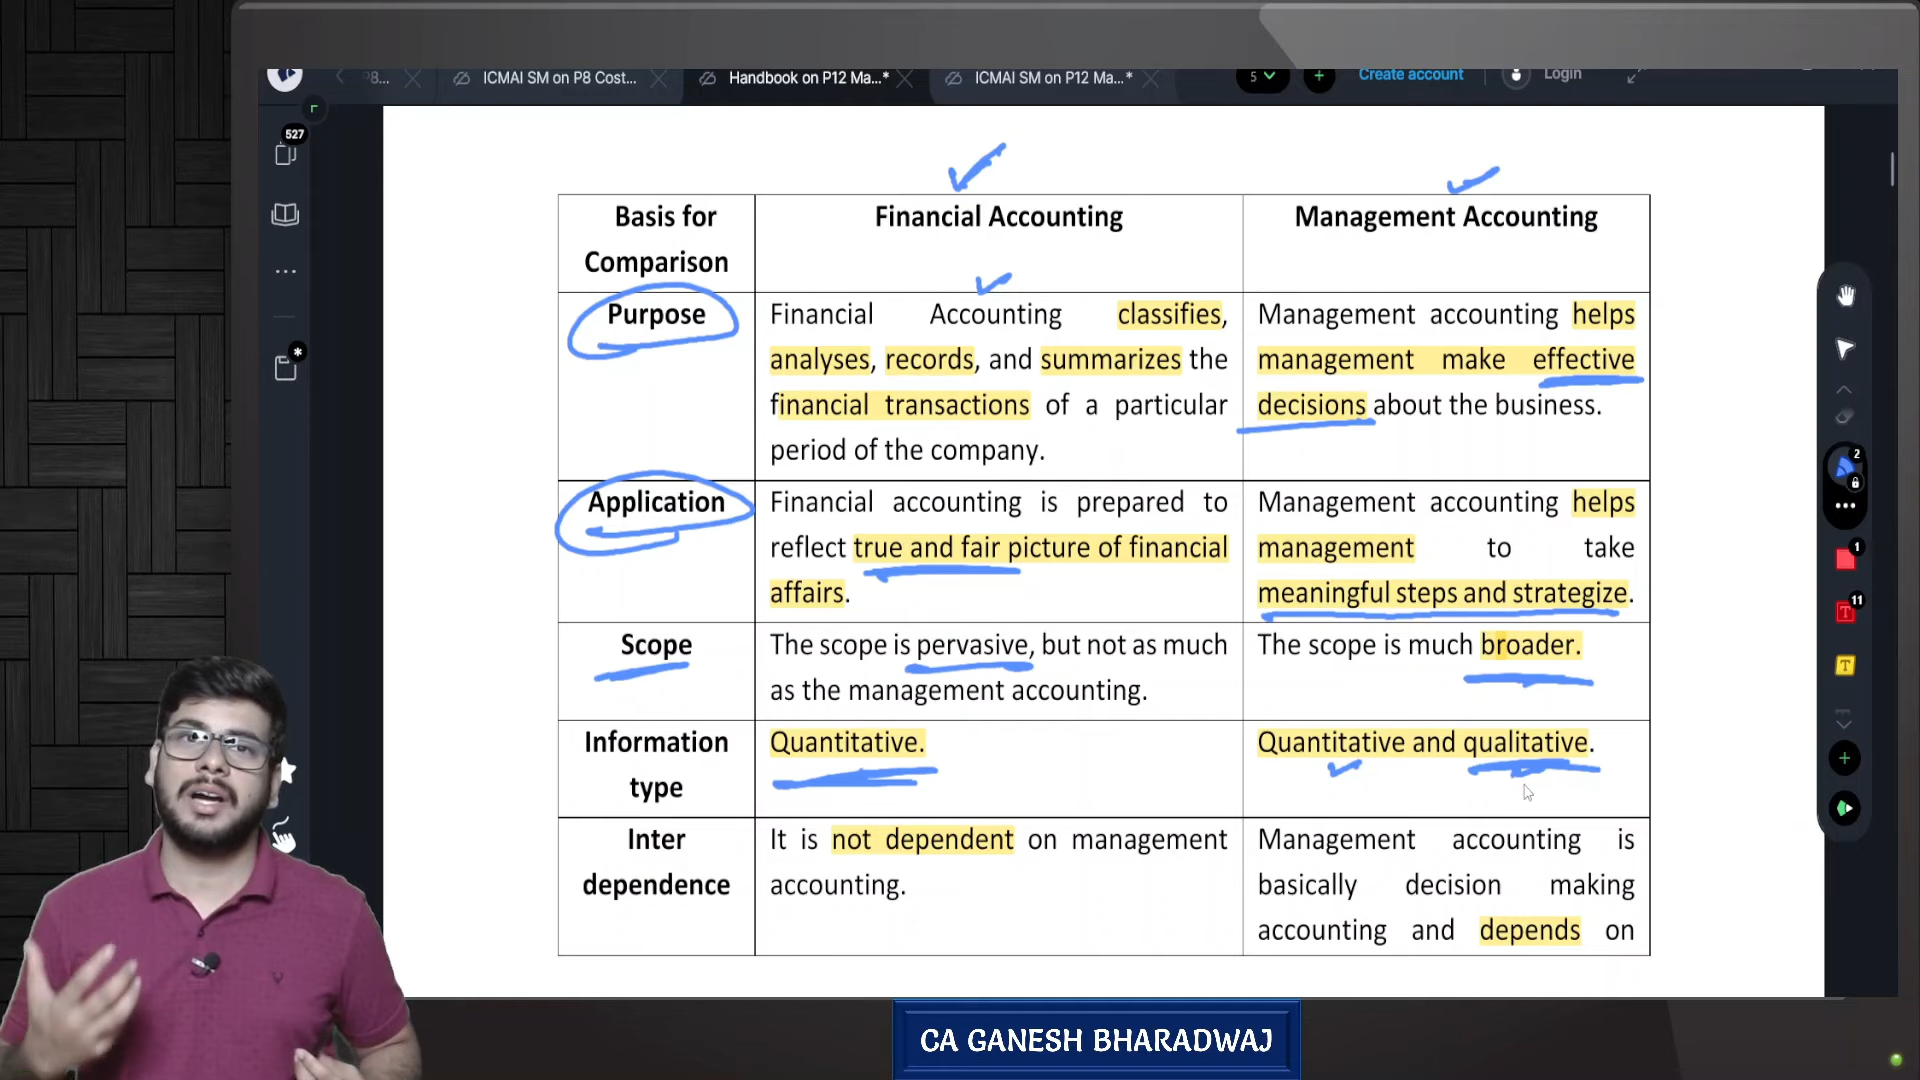 P8...
ICMAI SM on P8 Cost...
Handbook on P12 Ma...*
ICMAI SM on P12 Ma...*
5
Create account
Login
527
Basis for
Comparison
Financial Accounting
Management Accounting
Purpose
Financial Accounting classifies,
analyses, records, and summarizes the
financial transactions of a particular
period of the company.
Management accounting helps
management make effective
decisions about the business.
Application
Financial accounting is prepared to
reflect true and fair picture of financial
affairs.
Management accounting helps
management to take
meaningful steps and strategize.
Scope
The scope is pervasive, but not as much
as the management accounting.
The scope is much broader.
Information
type
Quantitative.
Quantitative and qualitative.
Inter
dependence
It is not dependent on management
accounting.
Management accounting is
basically decision making
accounting and depends on
2
1
T
11
T
CA GANESH BHARADWAJ